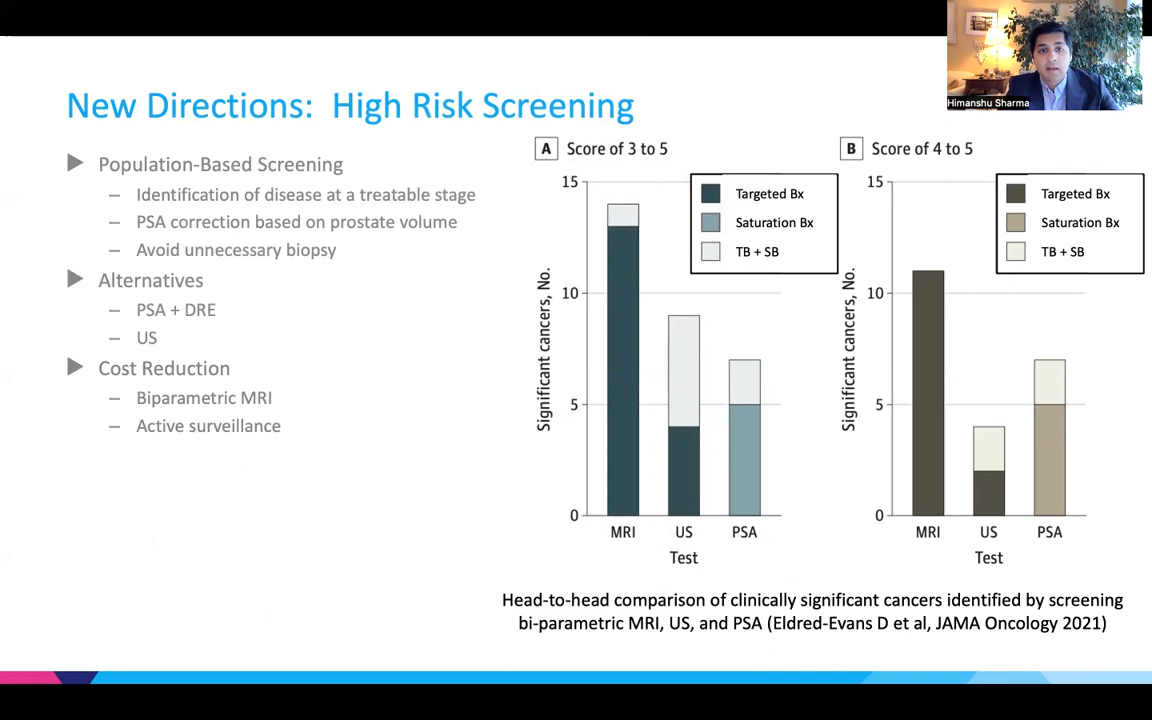 Himanshu Sharma
New Directions:  High Risk Screening
Population-Based Screening
– Identification of disease at a treatable stage
– PSA correction based on prostate volume
– Avoid unnecessary biopsy
Alternatives
– PSA + DRE
– US
Cost Reduction
– Biparametric MRI
– Active surveillance
A Score of 3 to 5
15
10
5
0
Significant cancers, No.
Targeted Bx
Saturation Bx
TB + SB
MRI US PSA
Test
B Score of 4 to 5
15
10
5
0
Significant cancers, No.
Targeted Bx
Saturation Bx
TB + SB
MRI US PSA
Test
Head-to-head comparison of clinically significant cancers identified by screening
bi-parametric MRI, US, and PSA (Eldred-Evans D et al, JAMA Oncology 2021)